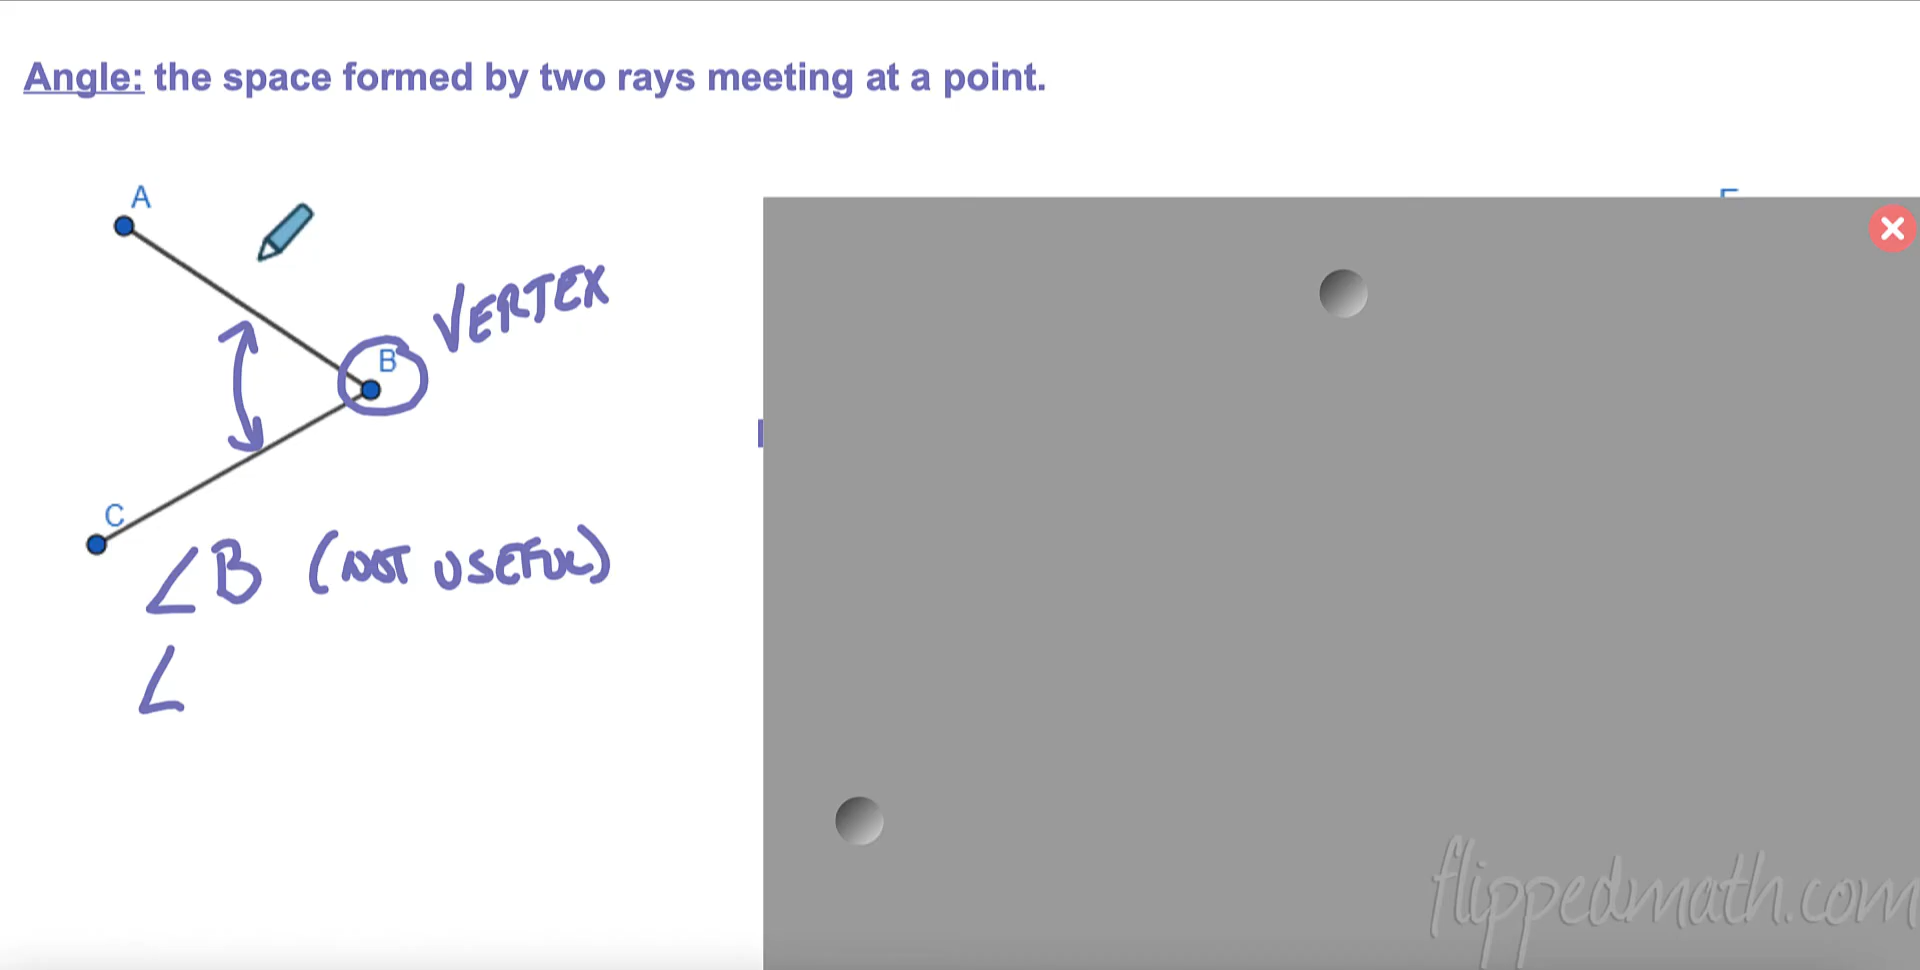 Angle: the space formed by two rays meeting at a point.
A
VERTEX
B
C
∠B (NOT USEFUL)
∠
flippedmath.com